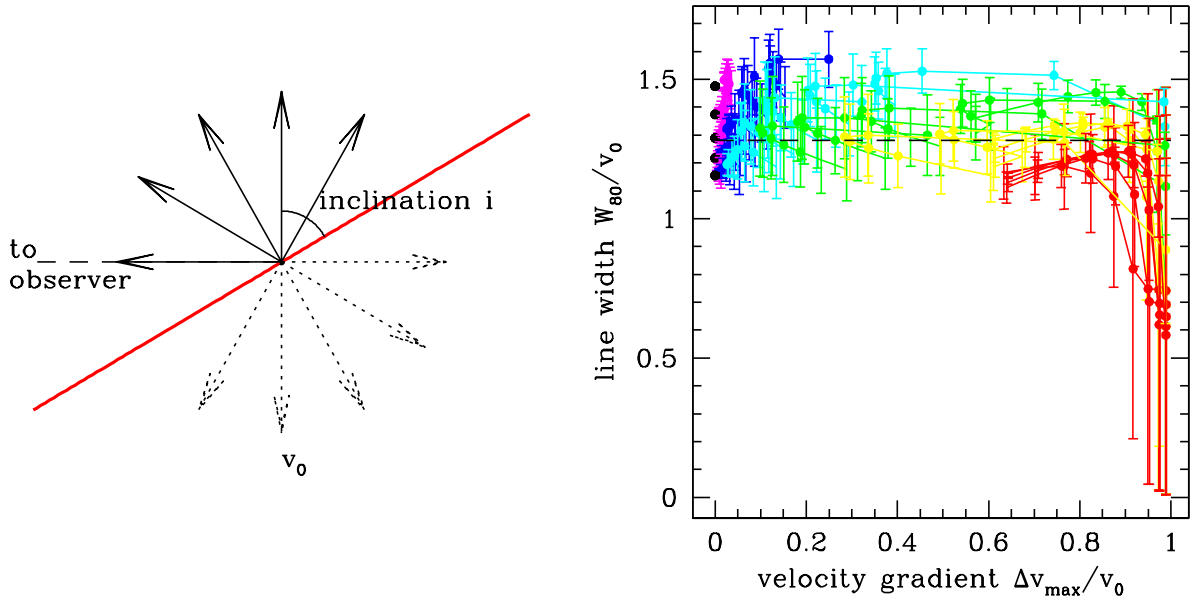 inclination i
to
observer
v0
line width W80/v0
1.5
1
0.5
0
0 0.2 0.4 0.6 0.8 1
velocity gradient Δvmax/v0